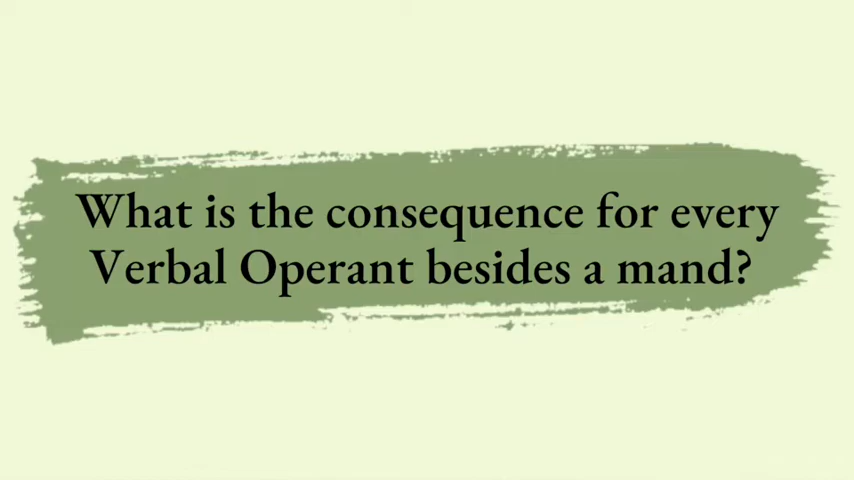 What is the consequence for every
Verbal Operant besides a mand?